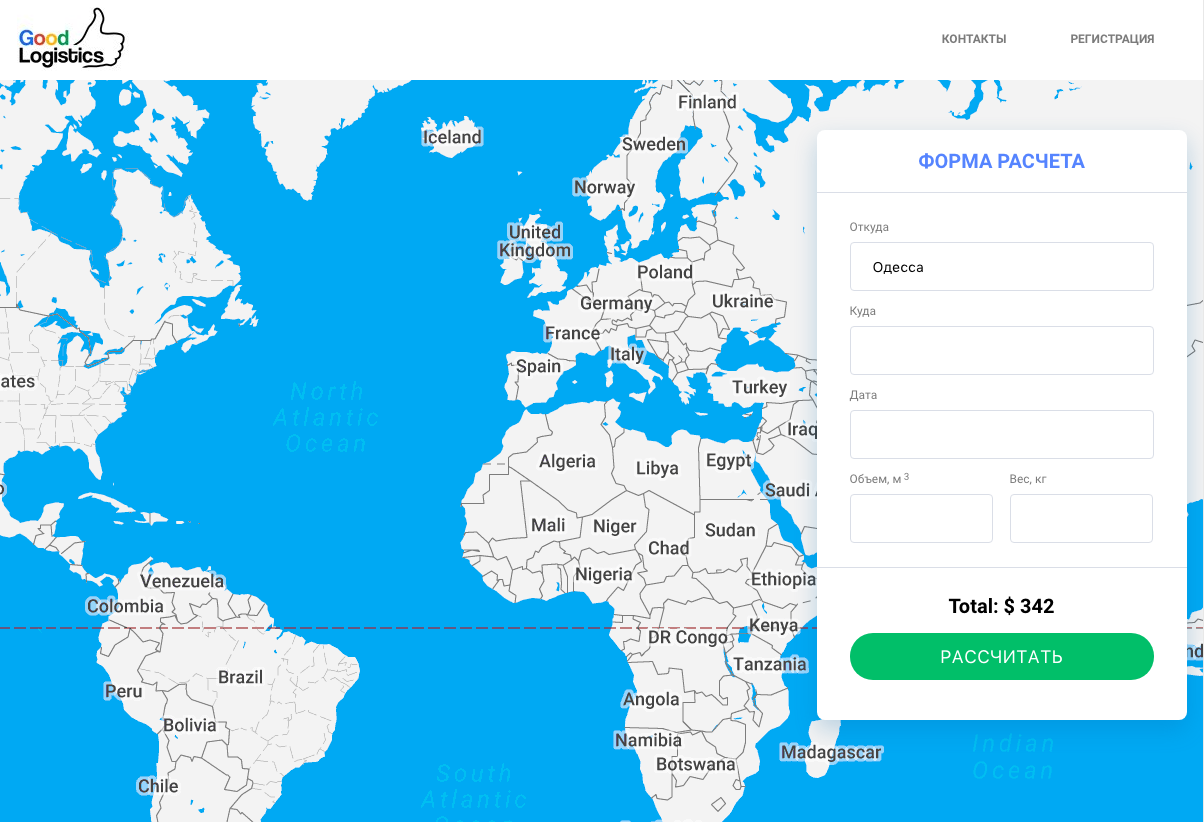 Good
Logistics
КОНТАКТЫ
РЕГИСТРАЦИЯ
Finland
Iceland
Sweden
Norway
United
Kingdom
Poland
Germany
Ukraine
France
Italy
Spain
Turkey
ates
North
Atlantic
Ocean
Iraq
Algeria
Libya
Egypt
Saudi
Mali
Niger
Sudan
Chad
Nigeria
Ethiopia
Venezuela
Colombia
Kenya
DR Congo
Tanzania
Brazil
Peru
Angola
Bolivia
Namibia
Botswana
Madagascar
Chile
South
Atlantic
Indian
Ocean
nd
ФОРМА РАСЧЕТА
Откуда
Одесса
Куда
Дата
Объем, м ³
Вес, кг
Total: $ 342
РАССЧИТАТЬ